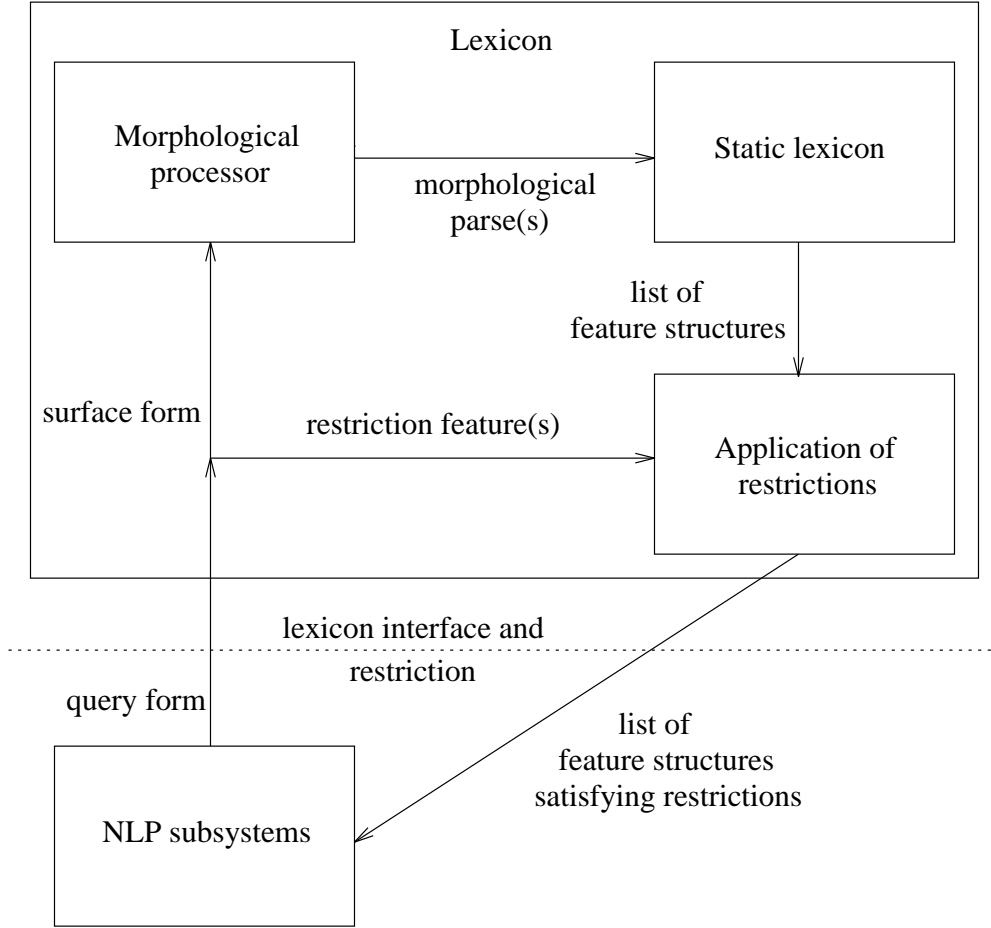 Lexicon
Morphological
processor
Static lexicon
morphological
parse(s)
list of
feature structures
surface form
restriction feature(s)
Application of
restrictions
lexicon interface and
restriction
query form
list of
feature structures
satisfying restrictions
NLP subsystems